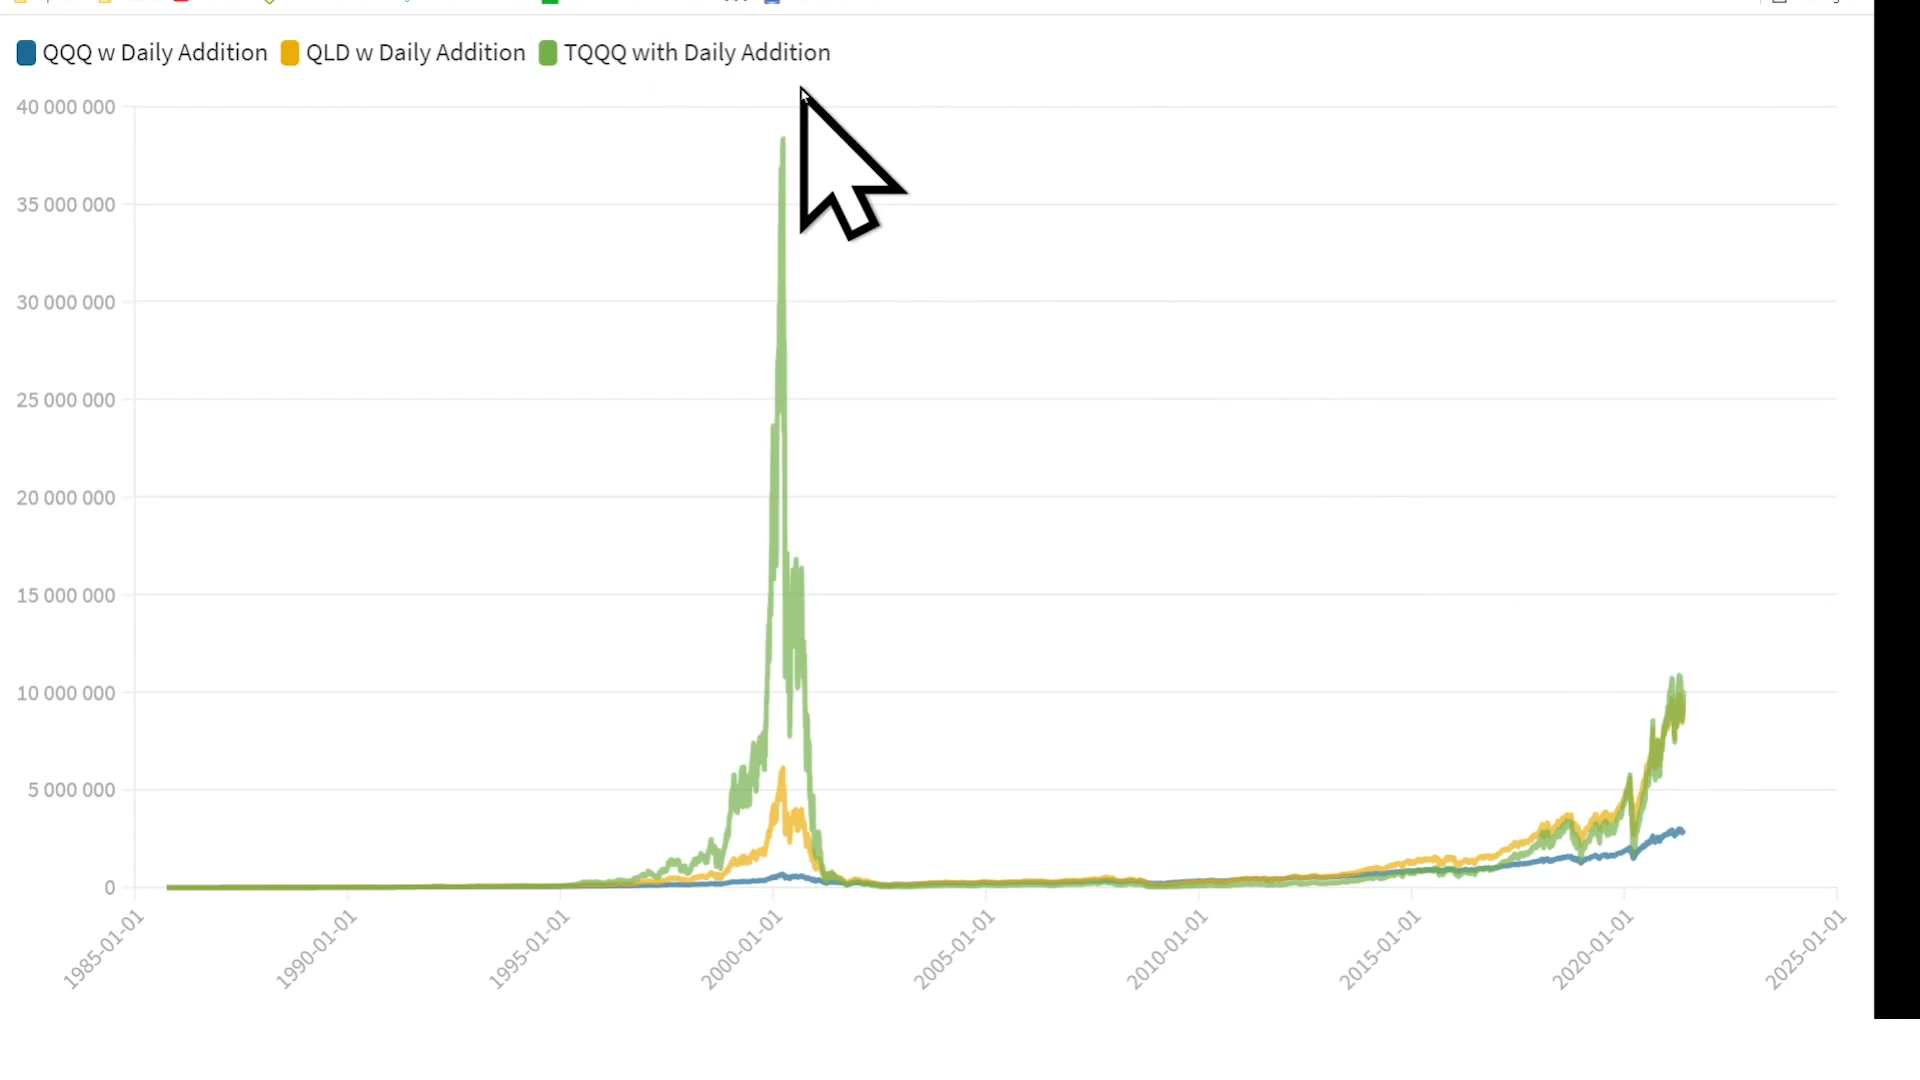 QQQ w Daily Addition QLD w Daily Addition TQQQ with Daily Addition
40 000 000
35 000 000
30 000 000
25 000 000
20 000 000
15 000 000
10 000 000
5 000 000
0
1985-01-01 1990-01-01 1995-01-01 2000-01-01 2005-01-01 2010-01-01 2015-01-01 2020-01-01 2025-01-01